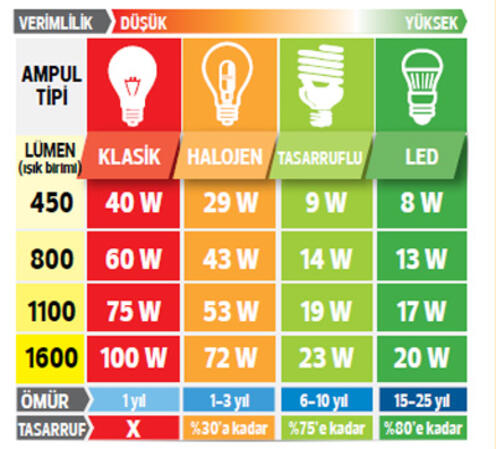 VERİMLİLİK DÜŞÜK YÜKSEK
AMPUL
TİPİ
LÜMEN
(ışık birimi)
KLASİK HALOJEN TASARRUFLU LED
450 40 W 29 W 9 W 8 W
800 60 W 43 W 14 W 13 W
1100 75 W 53 W 19 W 17 W
1600 100 W 72 W 23 W 20 W
ÖMÜR 1 yıl 1-3 yıl 6-10 yıl 15-25 yıl
TASARRUF X %30'a kadar %75'e kadar %80'e kadar